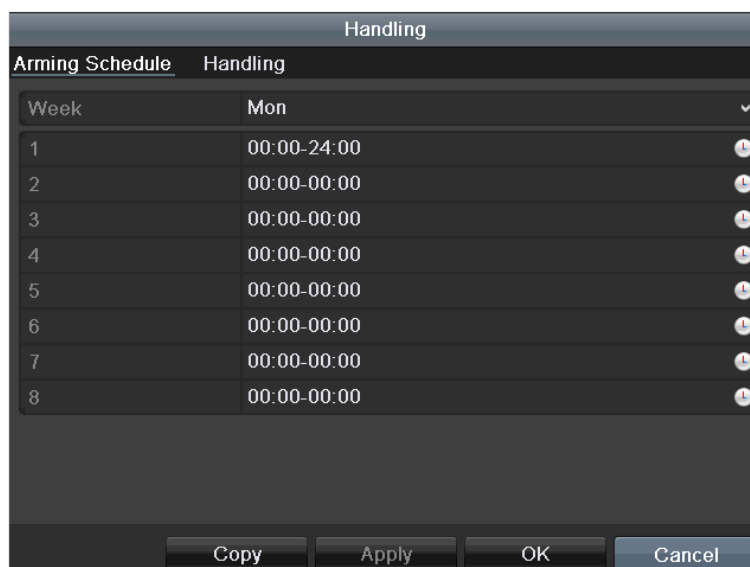 Handling
Arming Schedule Handling
Week Mon
1 00:00-24:00
2 00:00-00:00
3 00:00-00:00
4 00:00-00:00
5 00:00-00:00
6 00:00-00:00
7 00:00-00:00
8 00:00-00:00
Copy Apply OK Cancel